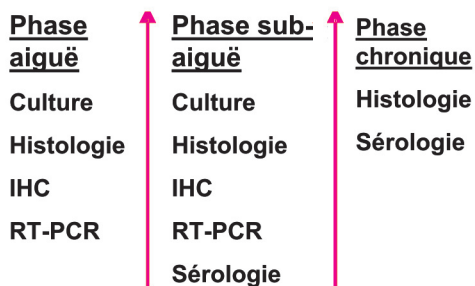 Phase
aiguë
Culture
Histologie
IHC
RT-PCR
Phase sub-
aiguë
Culture
Histologie
IHC
RT-PCR
Sérologie
Phase
chronique
Histologie
Sérologie